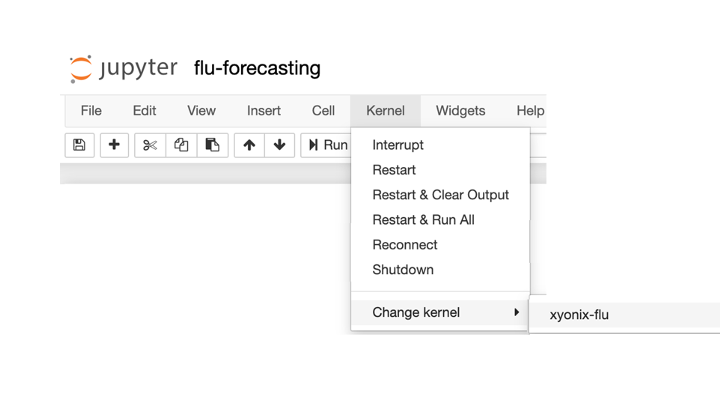 jupyter flu-forecasting
File Edit View Insert Cell Kernel Widgets Help
Run
Interrupt
Restart
Restart & Clear Output
Restart & Run All
Reconnect
Shutdown
Change kernel
xyonix-flu